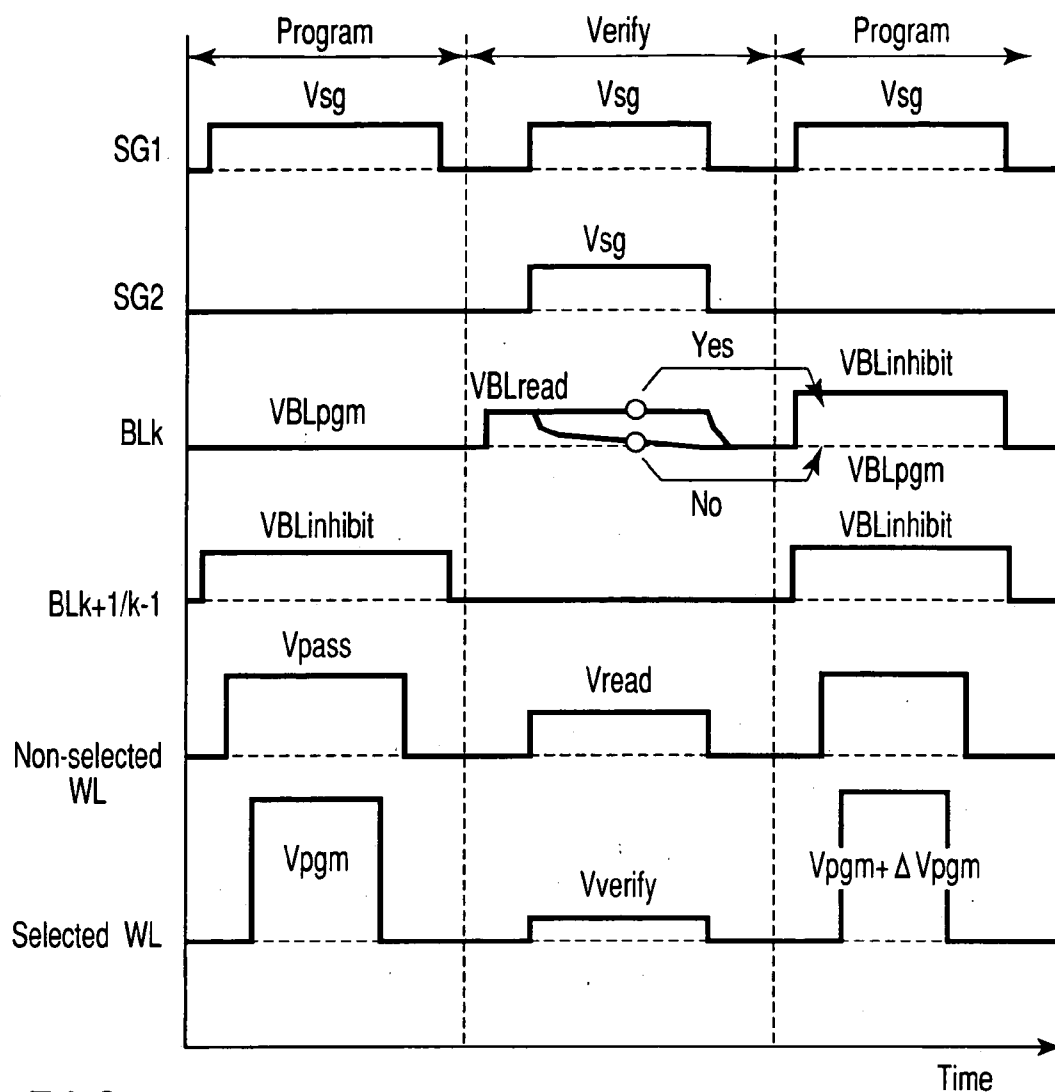 Program Verify Program
Vsg Vsg Vsg
SG1
Vsg
SG2
Yes
VBLinhibit
VBLread
VBLpgm
BLk
VBLpgm
No
VBLinhibit VBLinhibit
BLk+1/k-1
Vpass
Vread
Non-selected
WL
Vpgm
Vpgm+ Δ Vpgm
Vverify
Selected WL
Time